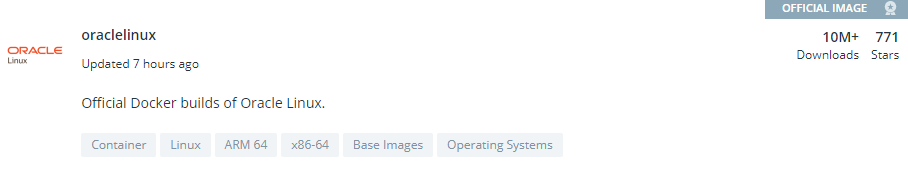 OFFICIAL IMAGE
ORACLE
Linux
oraclelinux
10M+ 771
Updated 7 hours ago
Downloads Stars
Official Docker builds of Oracle Linux.
Container Linux ARM 64 x86-64 Base Images Operating Systems